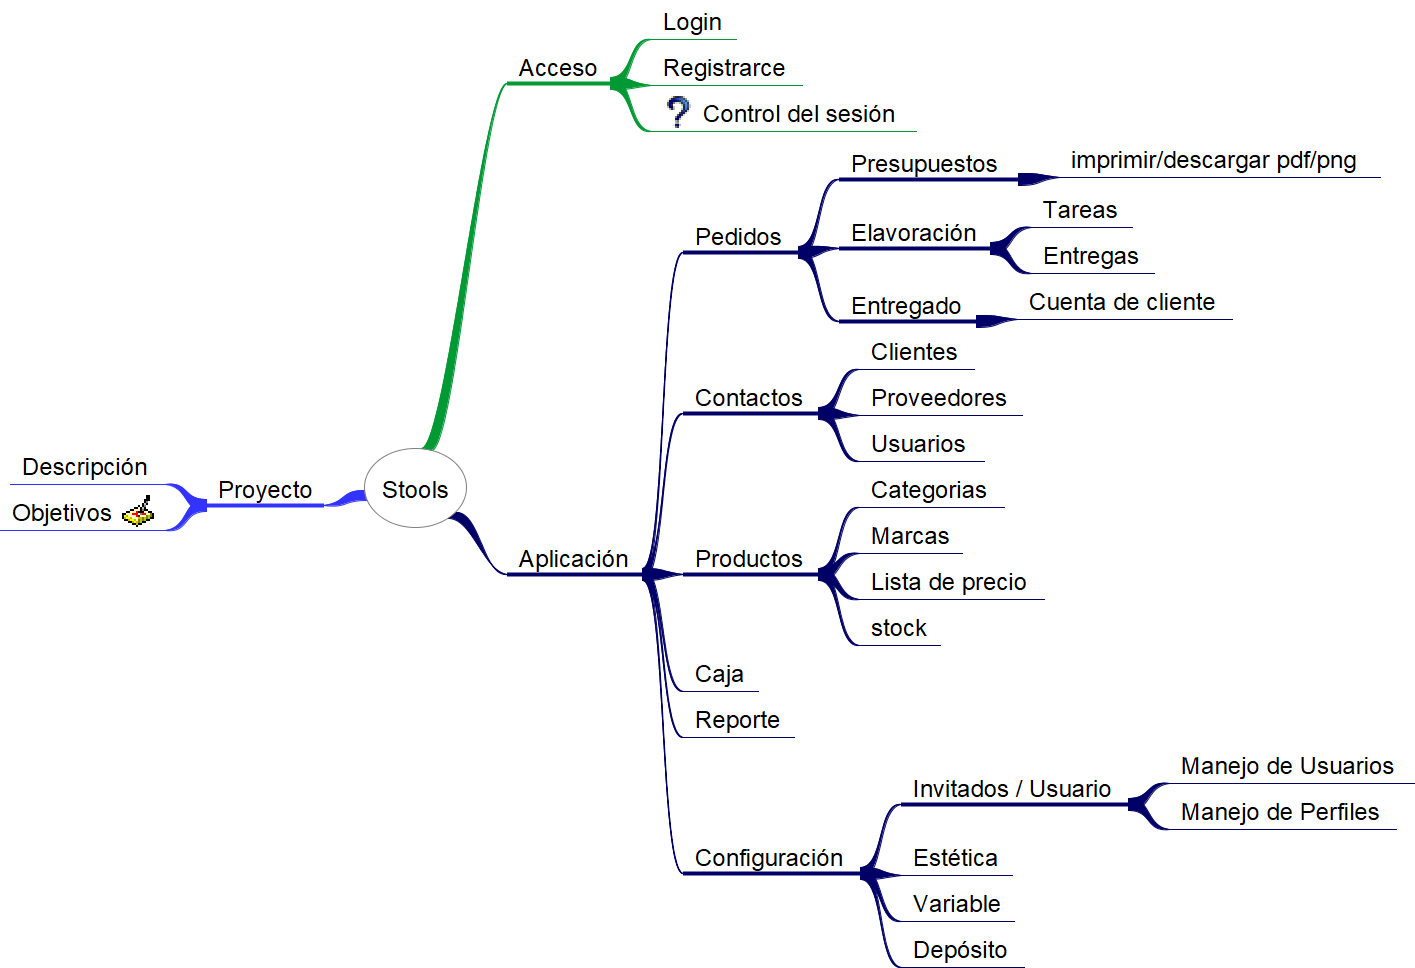 Login
Acceso
Registrarce
Control del sesión
Presupuestos
imprimir/descargar pdf/png
Pedidos
Elavoración
Tareas
Entregas
Entregado
Cuenta de cliente
Clientes
Contactos
Proveedores
Usuarios
Descripción
Proyecto
Objetivos
Stools
Aplicación
Categorias
Productos
Marcas
Lista de precio
stock
Caja
Reporte
Configuración
Invitados / Usuario
Manejo de Usuarios
Manejo de Perfiles
Estética
Variable
Depósito